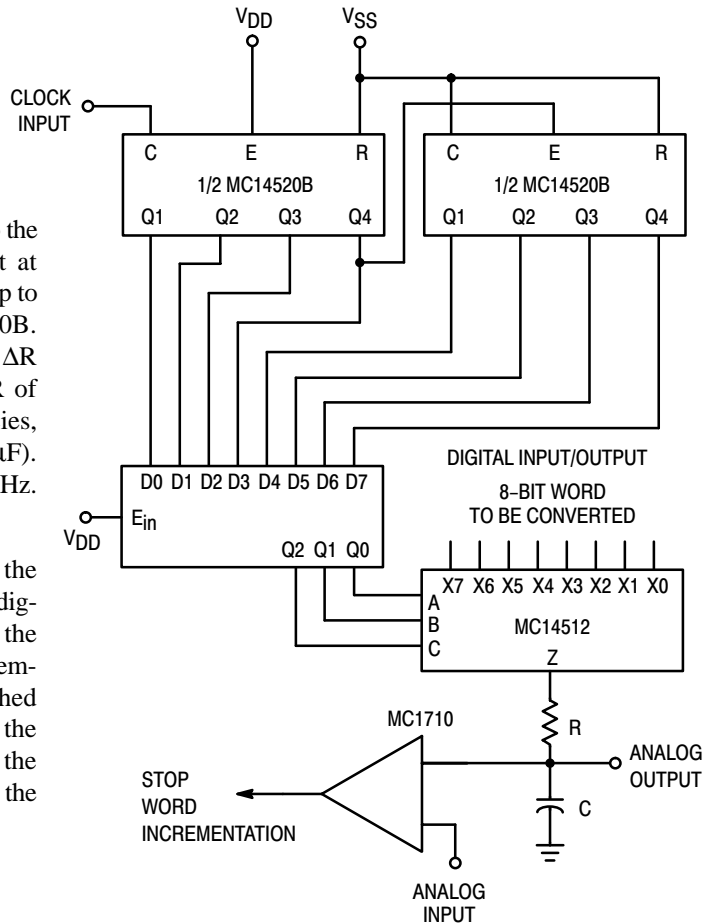 VDD
VSS
CLOCK
INPUT
C E R
1/2 MC14520B
Q1 Q2 Q3 Q4
C E R
1/2 MC14520B
Q1 Q2 Q3 Q4
the
t at
p to
0B.
ΔR
R of
ies,
μF).
Hz.
the
dig-
the
em-
hed
the
the
the
D0 D1 D2 D3 D4 D5 D6 D7
Ein
VDD
Q2 Q1 Q0
DIGITAL INPUT/OUTPUT
8–BIT WORD
TO BE CONVERTED
X7 X6 X5 X4 X3 X2 X1 X0
A
B
C
MC14512
Z
R
MC1710
ANALOG
OUTPUT
C
STOP
WORD
INCREMENTATION
ANALOG
INPUT